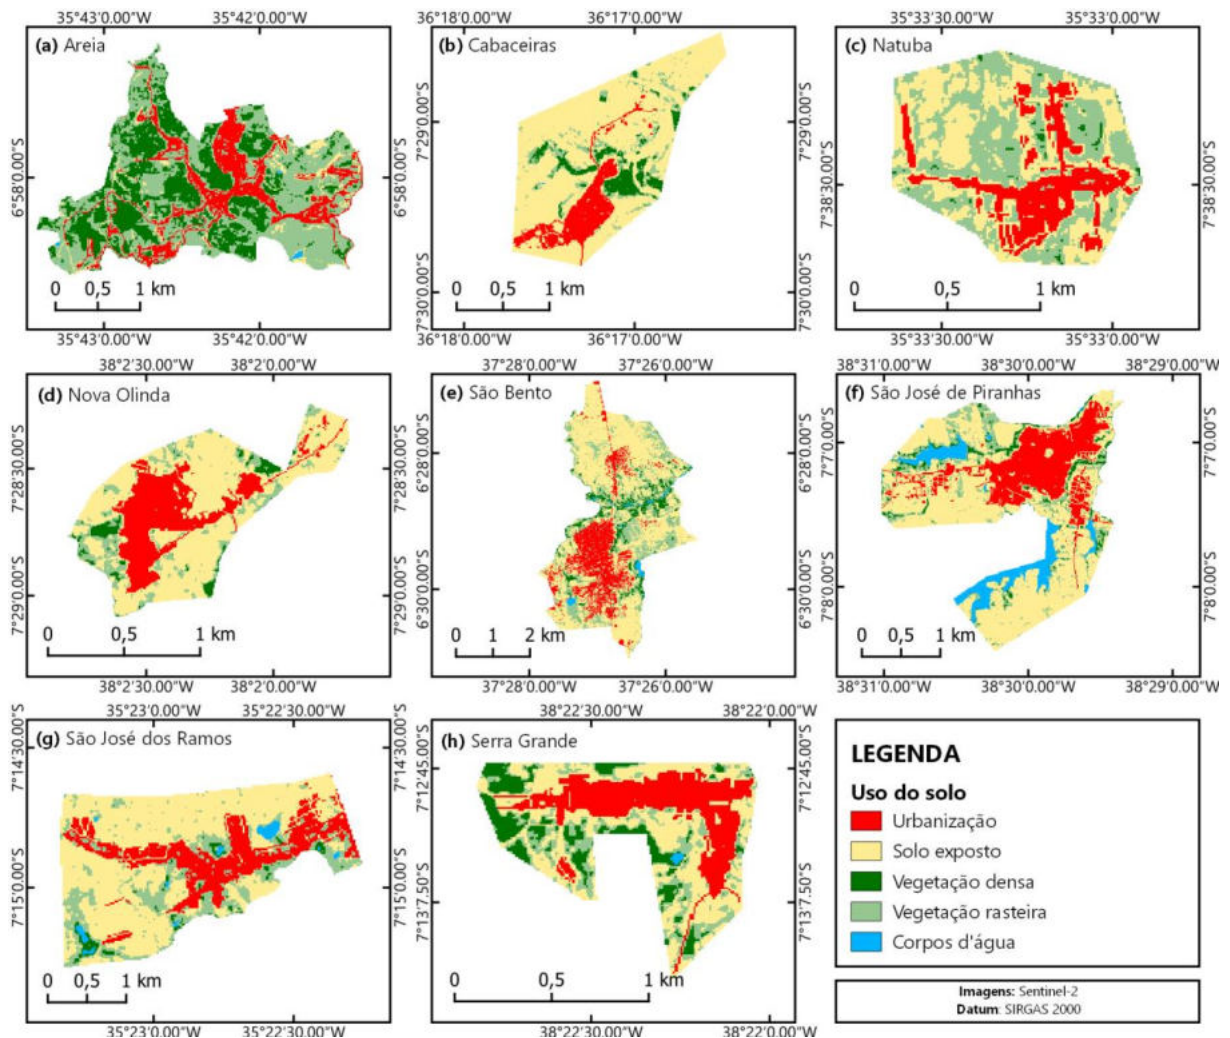 35°43'0.00"W 35°42'0.00"W
(a) Areia
6°58'0.00"S
6°58'0.00"S
0 0,5 1 km
35°43'0.00"W 35°42'0.00"W
36°18'0.00"W 36°17'0.00"W
(b) Cabaceiras
7°29'0.00"S
7°30'0.00"S
7°29'0.00"S
7°30'0.00"S
0 0,5 1 km
36°18'0.00"W 36°17'0.00"W
35°33'30.00"W 35°33'0.00"W
(c) Natuba
7°38'30.00"S
7°38'30.00"S
0 0,5 1 km
35°33'30.00"W 35°33'0.00"W
38°2'30.00"W 38°2'0.00"W
(d) Nova Olinda
7°28'30.00"S
7°29'0.00"S
7°28'30.00"S
7°29'0.00"S
0 0,5 1 km
38°2'30.00"W 38°2'0.00"W
37°28'0.00"W 37°26'0.00"W
(e) São Bento
6°28'0.00"S
6°30'0.00"S
6°28'0.00"S
6°30'0.00"S
0 1 2 km
37°28'0.00"W 37°26'0.00"W
38°31'0.00"W 38°30'0.00"W 38°29'0.00"W
(f) São José de Piranhas
7°7'0.00"S
7°8'0.00"S
7°7'0.00"S
7°8'0.00"S
0 0,5 1 km
38°31'0.00"W 38°30'0.00"W 38°29'0.00"W
35°23'0.00"W 35°22'30.00"W
(g) São José dos Ramos
7°14'30.00"S
7°15'0.00"S
7°14'30.00"S
7°15'0.00"S
0 0,5 1 km
35°23'0.00"W 35°22'30.00"W
38°22'30.00"W 38°22'0.00"W
(h) Serra Grande
7°12'45.00"S
7°13'7.50"S
7°12'45.00"S
7°13'7.50"S
0 0,5 1 km
38°22'30.00"W 38°22'0.00"W
LEGENDA
Uso do solo
Urbanização
Solo exposto
Vegetação densa
Vegetação rasteira
Corpos d'água
Imagens: Sentinel-2
Datum: SIRGAS 2000